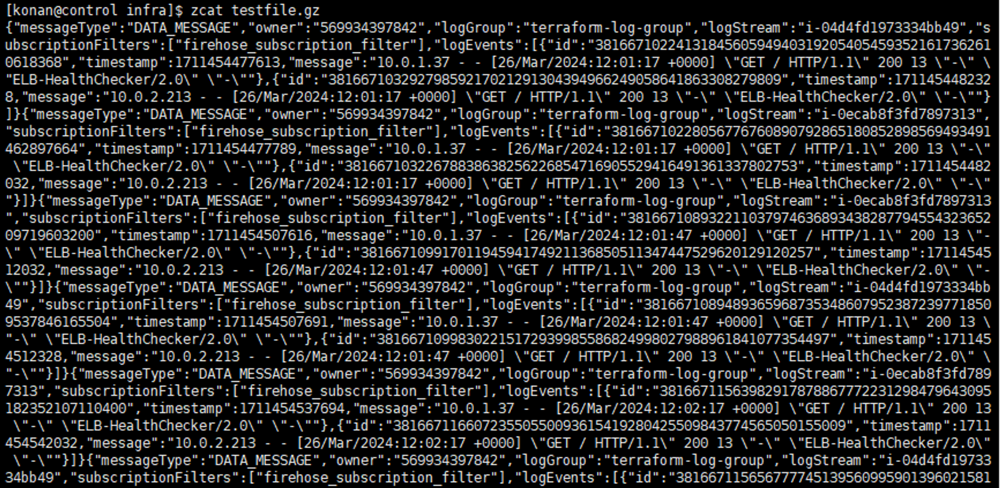 [konan@control infra]$ zcat testfile.gz
{"messageType":"DATA_MESSAGE","owner":"569934397842","logGroup":"terraform-log-group","logStream":"i-04d4fd1973334bb49","s
ubscriptionFilters":["firehose_subscription_filter"],"logEvents":[{"id":"3816671022413184560594940319205405459352161736261
0618368","timestamp":1711454477613,"message":"10.0.1.37 - - [26/Mar/2024:12:01:17 +0000] \"GET / HTTP/1.1\" 200 13 \"-\" \
"ELB-HealthChecker/2.0\" \"-\""},{"id":"38166710329279859217021291304394966249058641863308279809","timestamp":171145448232
8,"message":"10.0.2.213 - - [26/Mar/2024:12:01:17 +0000] \"GET / HTTP/1.1\" 200 13 \"-\" \"ELB-HealthChecker/2.0\" \"-\""}
]}{"messageType":"DATA_MESSAGE","owner":"569934397842","logGroup":"terraform-log-group","logStream":"i-0ecab8f3fd7897313",
"subscriptionFilters":["firehose_subscription_filter"],"logEvents":[{"id":"38166710228056776760890792865180852898569493491
462897664","timestamp":1711454477789,"message":"10.0.1.37 - - [26/Mar/2024:12:01:17 +0000] \"GET / HTTP/1.1\" 200 13 \"-\"
\"ELB-HealthChecker/2.0\" \"-\""},{"id":"38166710322678838638256226854716905529416491361337802753","timestamp":1711454482
032,"message":"10.0.2.213 - - [26/Mar/2024:12:01:17 +0000] \"GET / HTTP/1.1\" 200 13 \"-\" \"ELB-HealthChecker/2.0\" \"-\"
"}]}{"messageType":"DATA_MESSAGE","owner":"569934397842","logGroup":"terraform-log-group","logStream":"i-0ecab8f3fd7897313
","subscriptionFilters":["firehose_subscription_filter"],"logEvents":[{"id":"381667108932211037974636893438287794554323652
09719603200","timestamp":1711454507616,"message":"10.0.1.37 - - [26/Mar/2024:12:01:47 +0000] \"GET / HTTP/1.1\" 200 13 \"-
\" \"ELB-HealthChecker/2.0\" \"-\""},{"id":"38166710991701194594174921136850511347447529620129120257","timestamp":17114545
12032,"message":"10.0.2.213 - - [26/Mar/2024:12:01:47 +0000] \"GET / HTTP/1.1\" 200 13 \"-\" \"ELB-HealthChecker/2.0\" \"-
\""}]}{"messageType":"DATA_MESSAGE","owner":"569934397842","logGroup":"terraform-log-group","logStream":"i-04d4fd1973334bb
49","subscriptionFilters":["firehose_subscription_filter"],"logEvents":[{"id":"3816671089489365968735348607952387239771850
9537846165504","timestamp":1711454507691,"message":"10.0.1.37 - - [26/Mar/2024:12:01:47 +0000] \"GET / HTTP/1.1\" 200 13 \
"-\" \"ELB-HealthChecker/2.0\" \"-\""},{"id":"38166710998302215172939985586824998027988961841077354497","timestamp":171145
4512328,"message":"10.0.2.213 - - [26/Mar/2024:12:01:47 +0000] \"GET / HTTP/1.1\" 200 13 \"-\" \"ELB-HealthChecker/2.0\" \
"-\""}]}{"messageType":"DATA_MESSAGE","owner":"569934397842","logGroup":"terraform-log-group","logStream":"i-0ecab8f3fd789
7313","subscriptionFilters":["firehose_subscription_filter"],"logEvents":[{"id":"38166711563982917878867772231298479643095
182352107110400","timestamp":1711454537694,"message":"10.0.1.37 - - [26/Mar/2024:12:02:17 +0000] \"GET / HTTP/1.1\" 200 13
\"-\" \"ELB-HealthChecker/2.0\" \"-\""},{"id":"38166711660723550550093615419280425509843774565050155009","timestamp":1711
454542032,"message":"10.0.2.213 - - [26/Mar/2024:12:02:17 +0000] \"GET / HTTP/1.1\" 200 13 \"-\" \"ELB-HealthChecker/2.0\"
\"-\""}]}{"messageType":"DATA_MESSAGE","owner":"569934397842","logGroup":"terraform-log-group","logStream":"i-04d4fd19733
34bb49","subscriptionFilters":["firehose_subscription_filter"],"logEvents":[{"id":"381667115656777745139560995901396021581